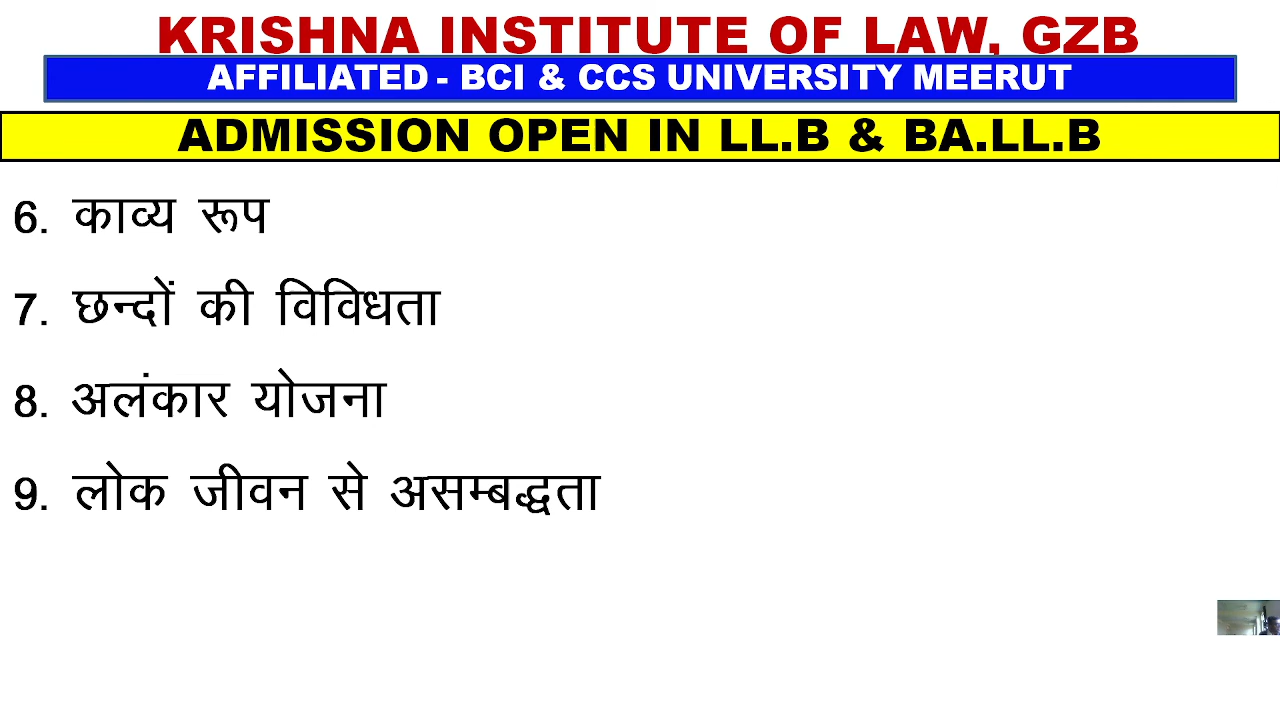 KRISHNA INSTITUTE OF LAW, GZB
AFFILIATED - BCI & CCS UNIVERSITY MEERUT
ADMISSION OPEN IN LL.B & BA.LL.B
6. काव्य रूप
7. छन्दों की विविधता
8. अलंकार योजना
9. लोक जीवन से असम्बद्धता